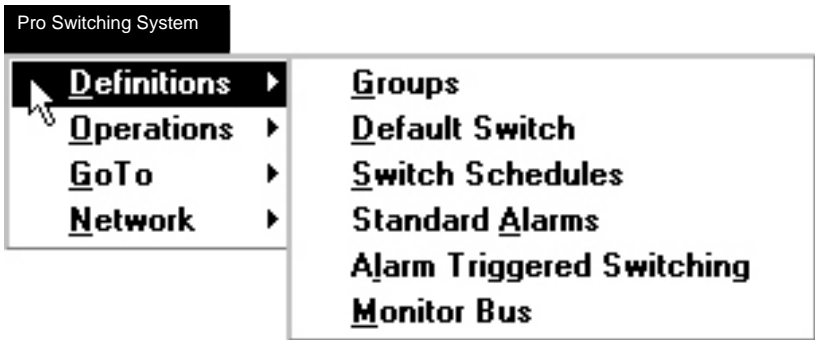 Pro Switching System
Definitions
Operations
GoTo
Network
Groups
Default Switch
Switch Schedules
Standard Alarms
Alarm Triggered Switching
Monitor Bus